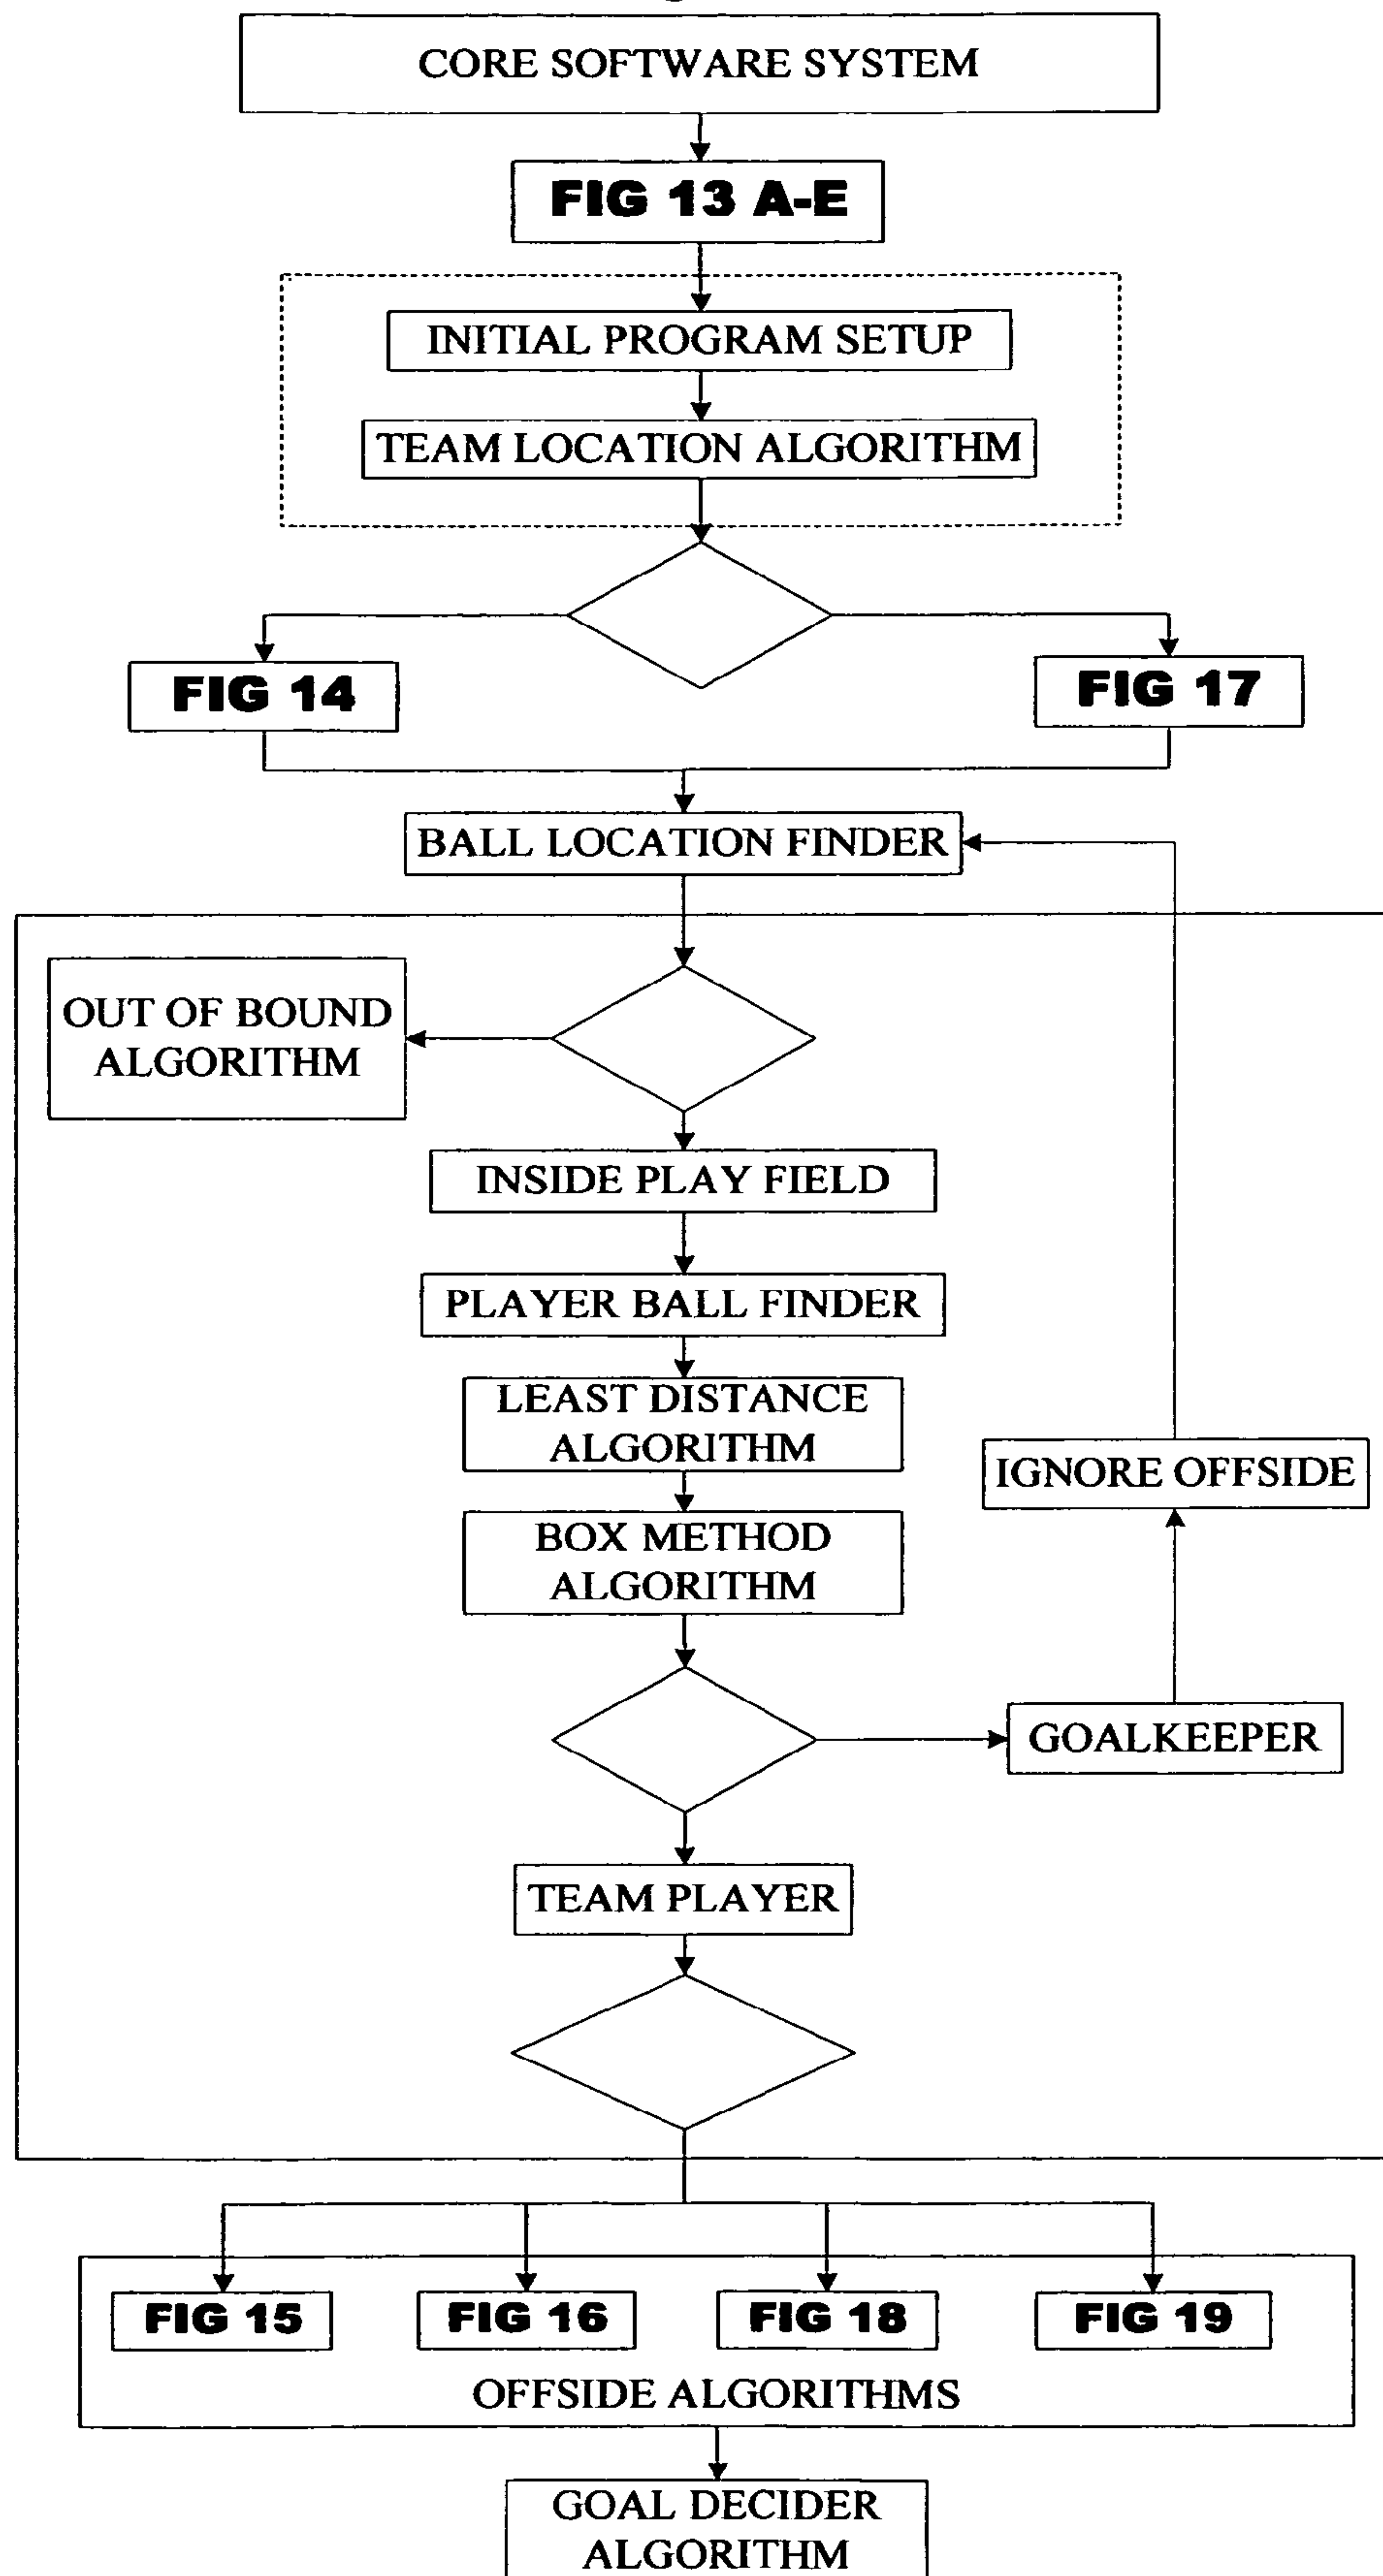 CORE SOFTWARE SYSTEM
FIG 13 A-E
INITIAL PROGRAM SETUP
TEAM LOCATION ALGORITHM
FIG 14
FIG 17
BALL LOCATION FINDER
OUT OF BOUND
ALGORITHM
INSIDE PLAY FIELD
PLAYER BALL FINDER
LEAST DISTANCE
ALGORITHM
IGNORE OFFSIDE
BOX METHOD
ALGORITHM
GOALKEEPER
TEAM PLAYER
FIG 15
FIG 16
FIG 18
FIG 19
OFFSIDE ALGORITHMS
GOAL DECIDER
ALGORITHM